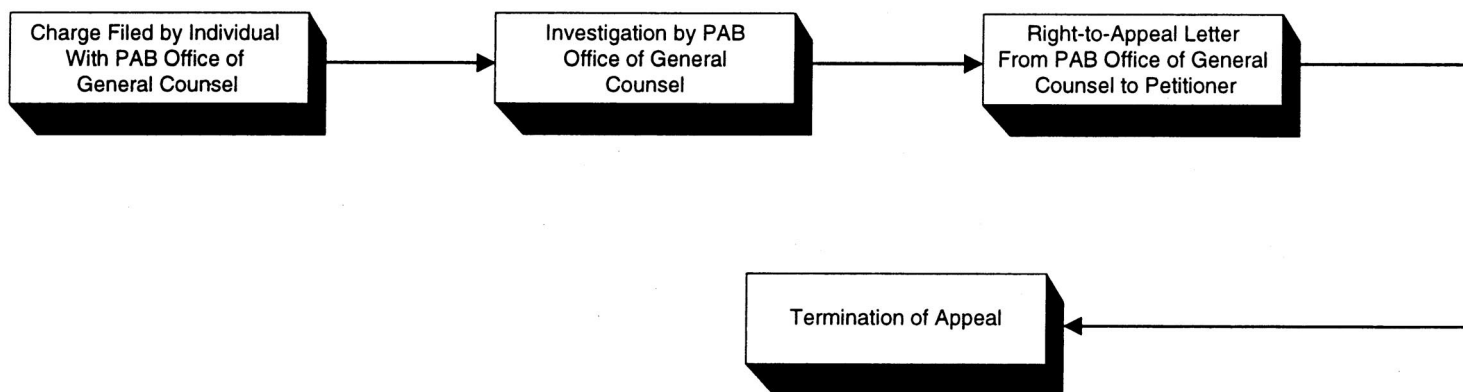 Charge Filed by Individual
With PAB Office of
General Counsel
Investigation by PAB
Office of General
Counsel
Right-to-Appeal Letter
From PAB Office of General
Counsel to Petitioner
Termination of Appeal